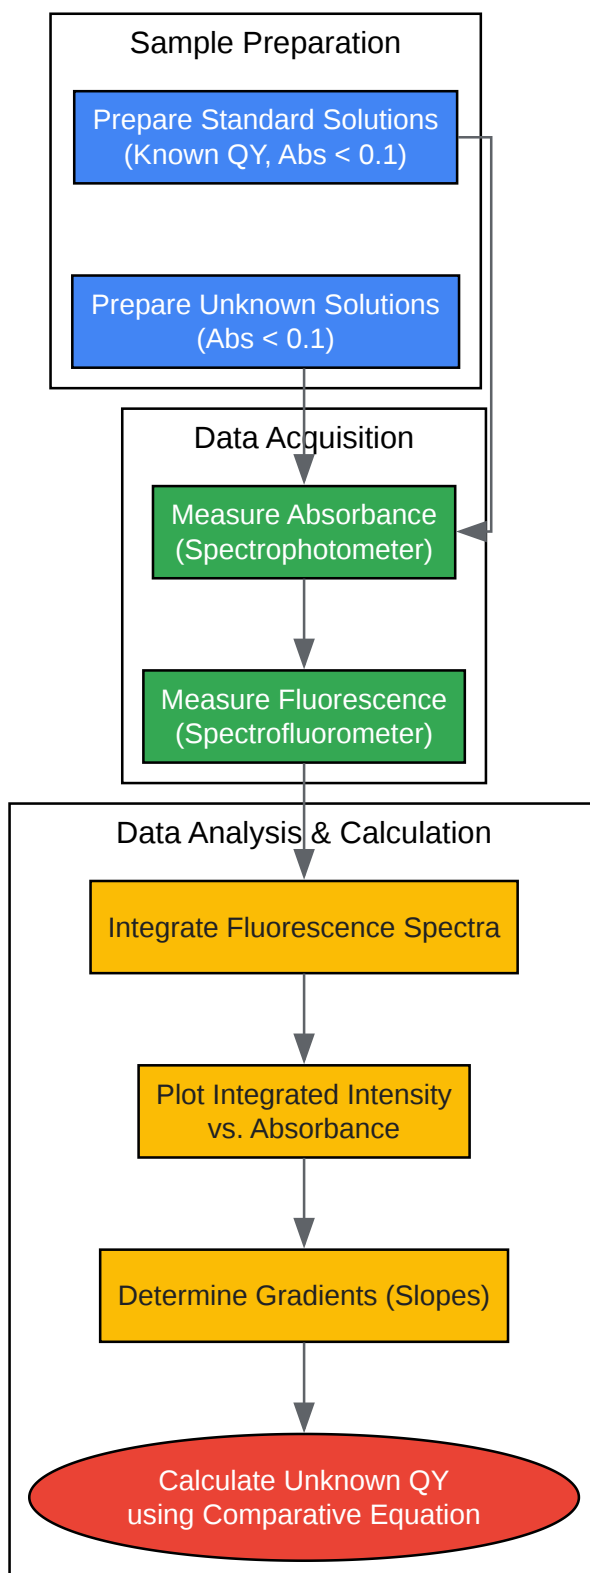 Sample Preparation
Prepare Standard Solutions
(Known QY, Abs < 0.1)
Prepare Unknown Solutions
(Abs < 0.1)
Data Acquisition
Measure Absorbance
(Spectrophotometer)
Measure Fluorescence
(Spectrofluorometer)
Data Analysis & Calculation
Integrate Fluorescence Spectra
Plot Integrated Intensity
vs. Absorbance
Determine Gradients (Slopes)
Calculate Unknown QY
using Comparative Equation